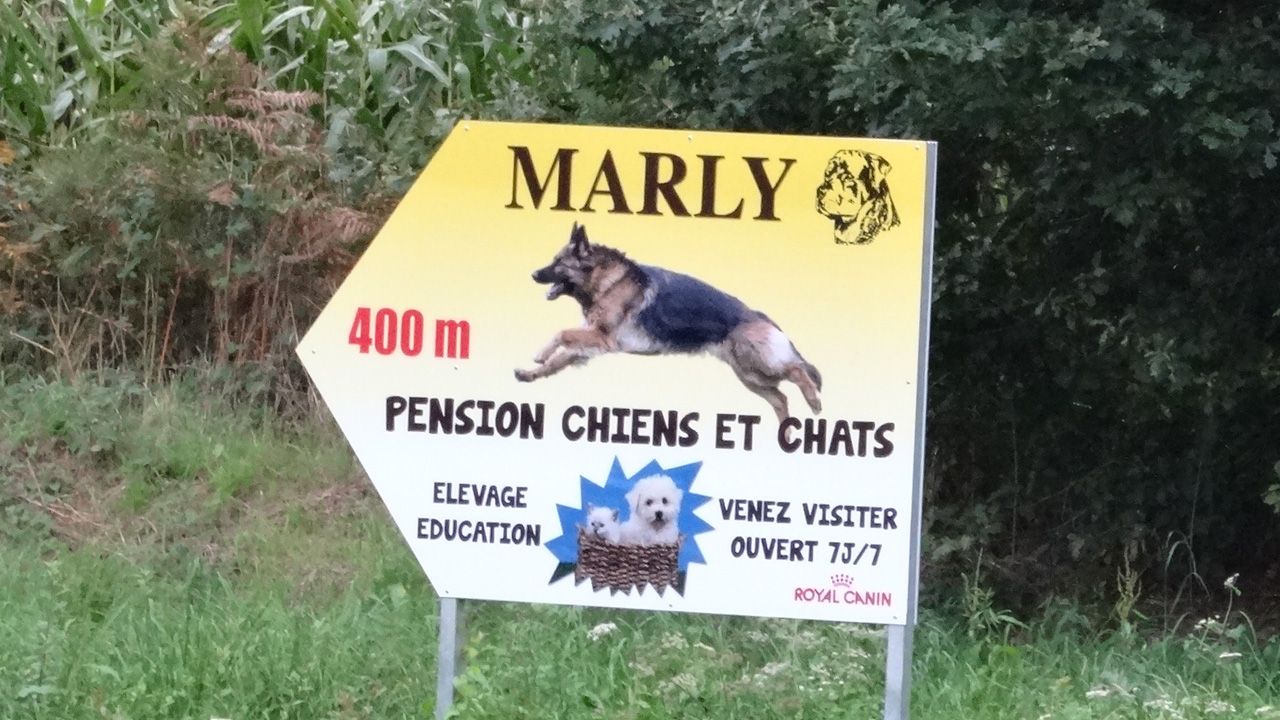 MARLY
400 m
PENSION CHIENS ET CHATS
ELEVAGE
EDUCATION
VENEZ VISITER
OUVERT 7J/7
ROYAL CANIN